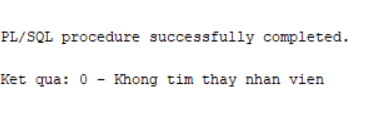 PL/SQL procedure successfully completed.
Ket qua: 0 - Khong tim thay nhan vien